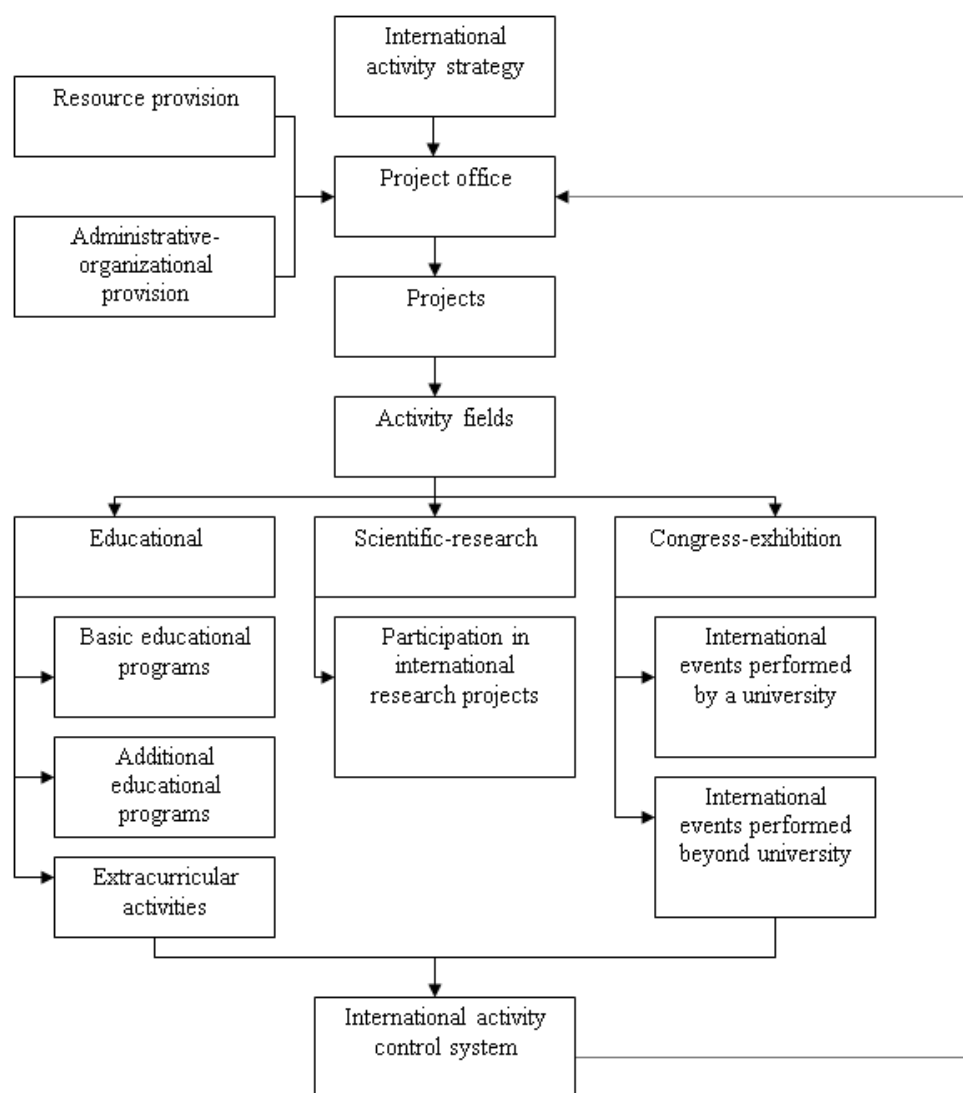 International
activity strategy
Resource provision
Project office
Administrative-
organizational
provision
Projects
Activity fields
Educational
Scientific-research
Congress-exhibition
Basic educational
programs
Participation in
international
research projects
International
events performed
by a university
Additional
educational
programs
International
events performed
beyond university
Extracurricular
activities
International activity
control system